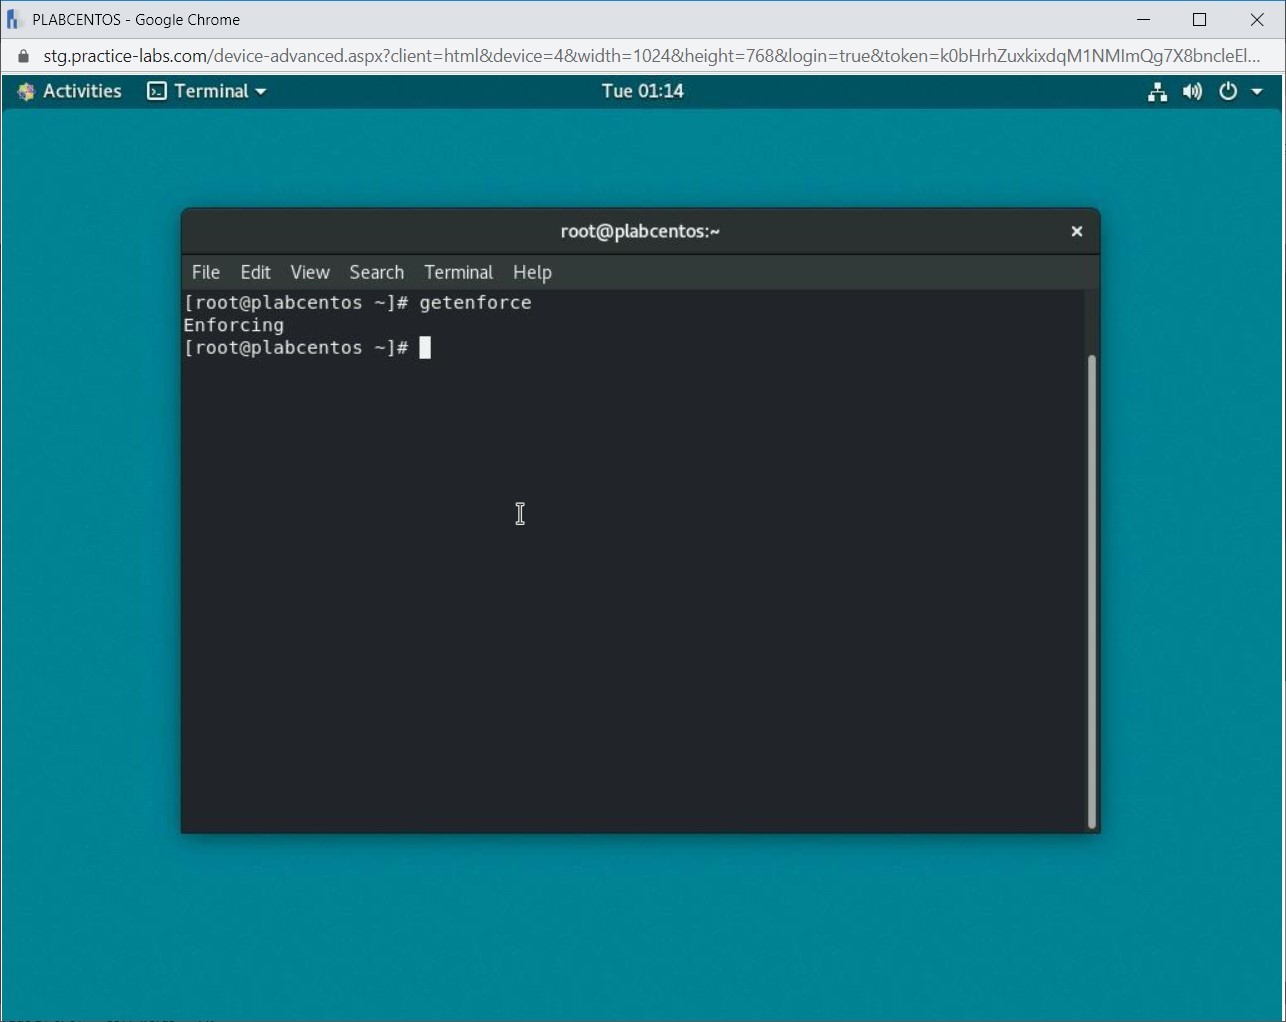 PLABCENTOS - Google Chrome
stg.practice-labs.com/device-advanced.aspx?client=html&device=4&width=1024&height=768&login=true&token=k0bHrhZuxkixdqM1NMImQg7X8bncleEl...
Activities Terminal Tue 01:14
root@plabcentos:~
File Edit View Search Terminal Help
[root@plabcentos ~]# getenforce
Enforcing
[root@plabcentos ~]#